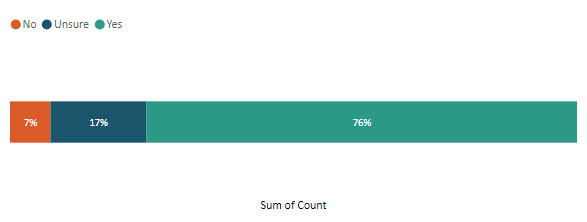 No Unsure Yes
7% 17% 76%
Sum of Count